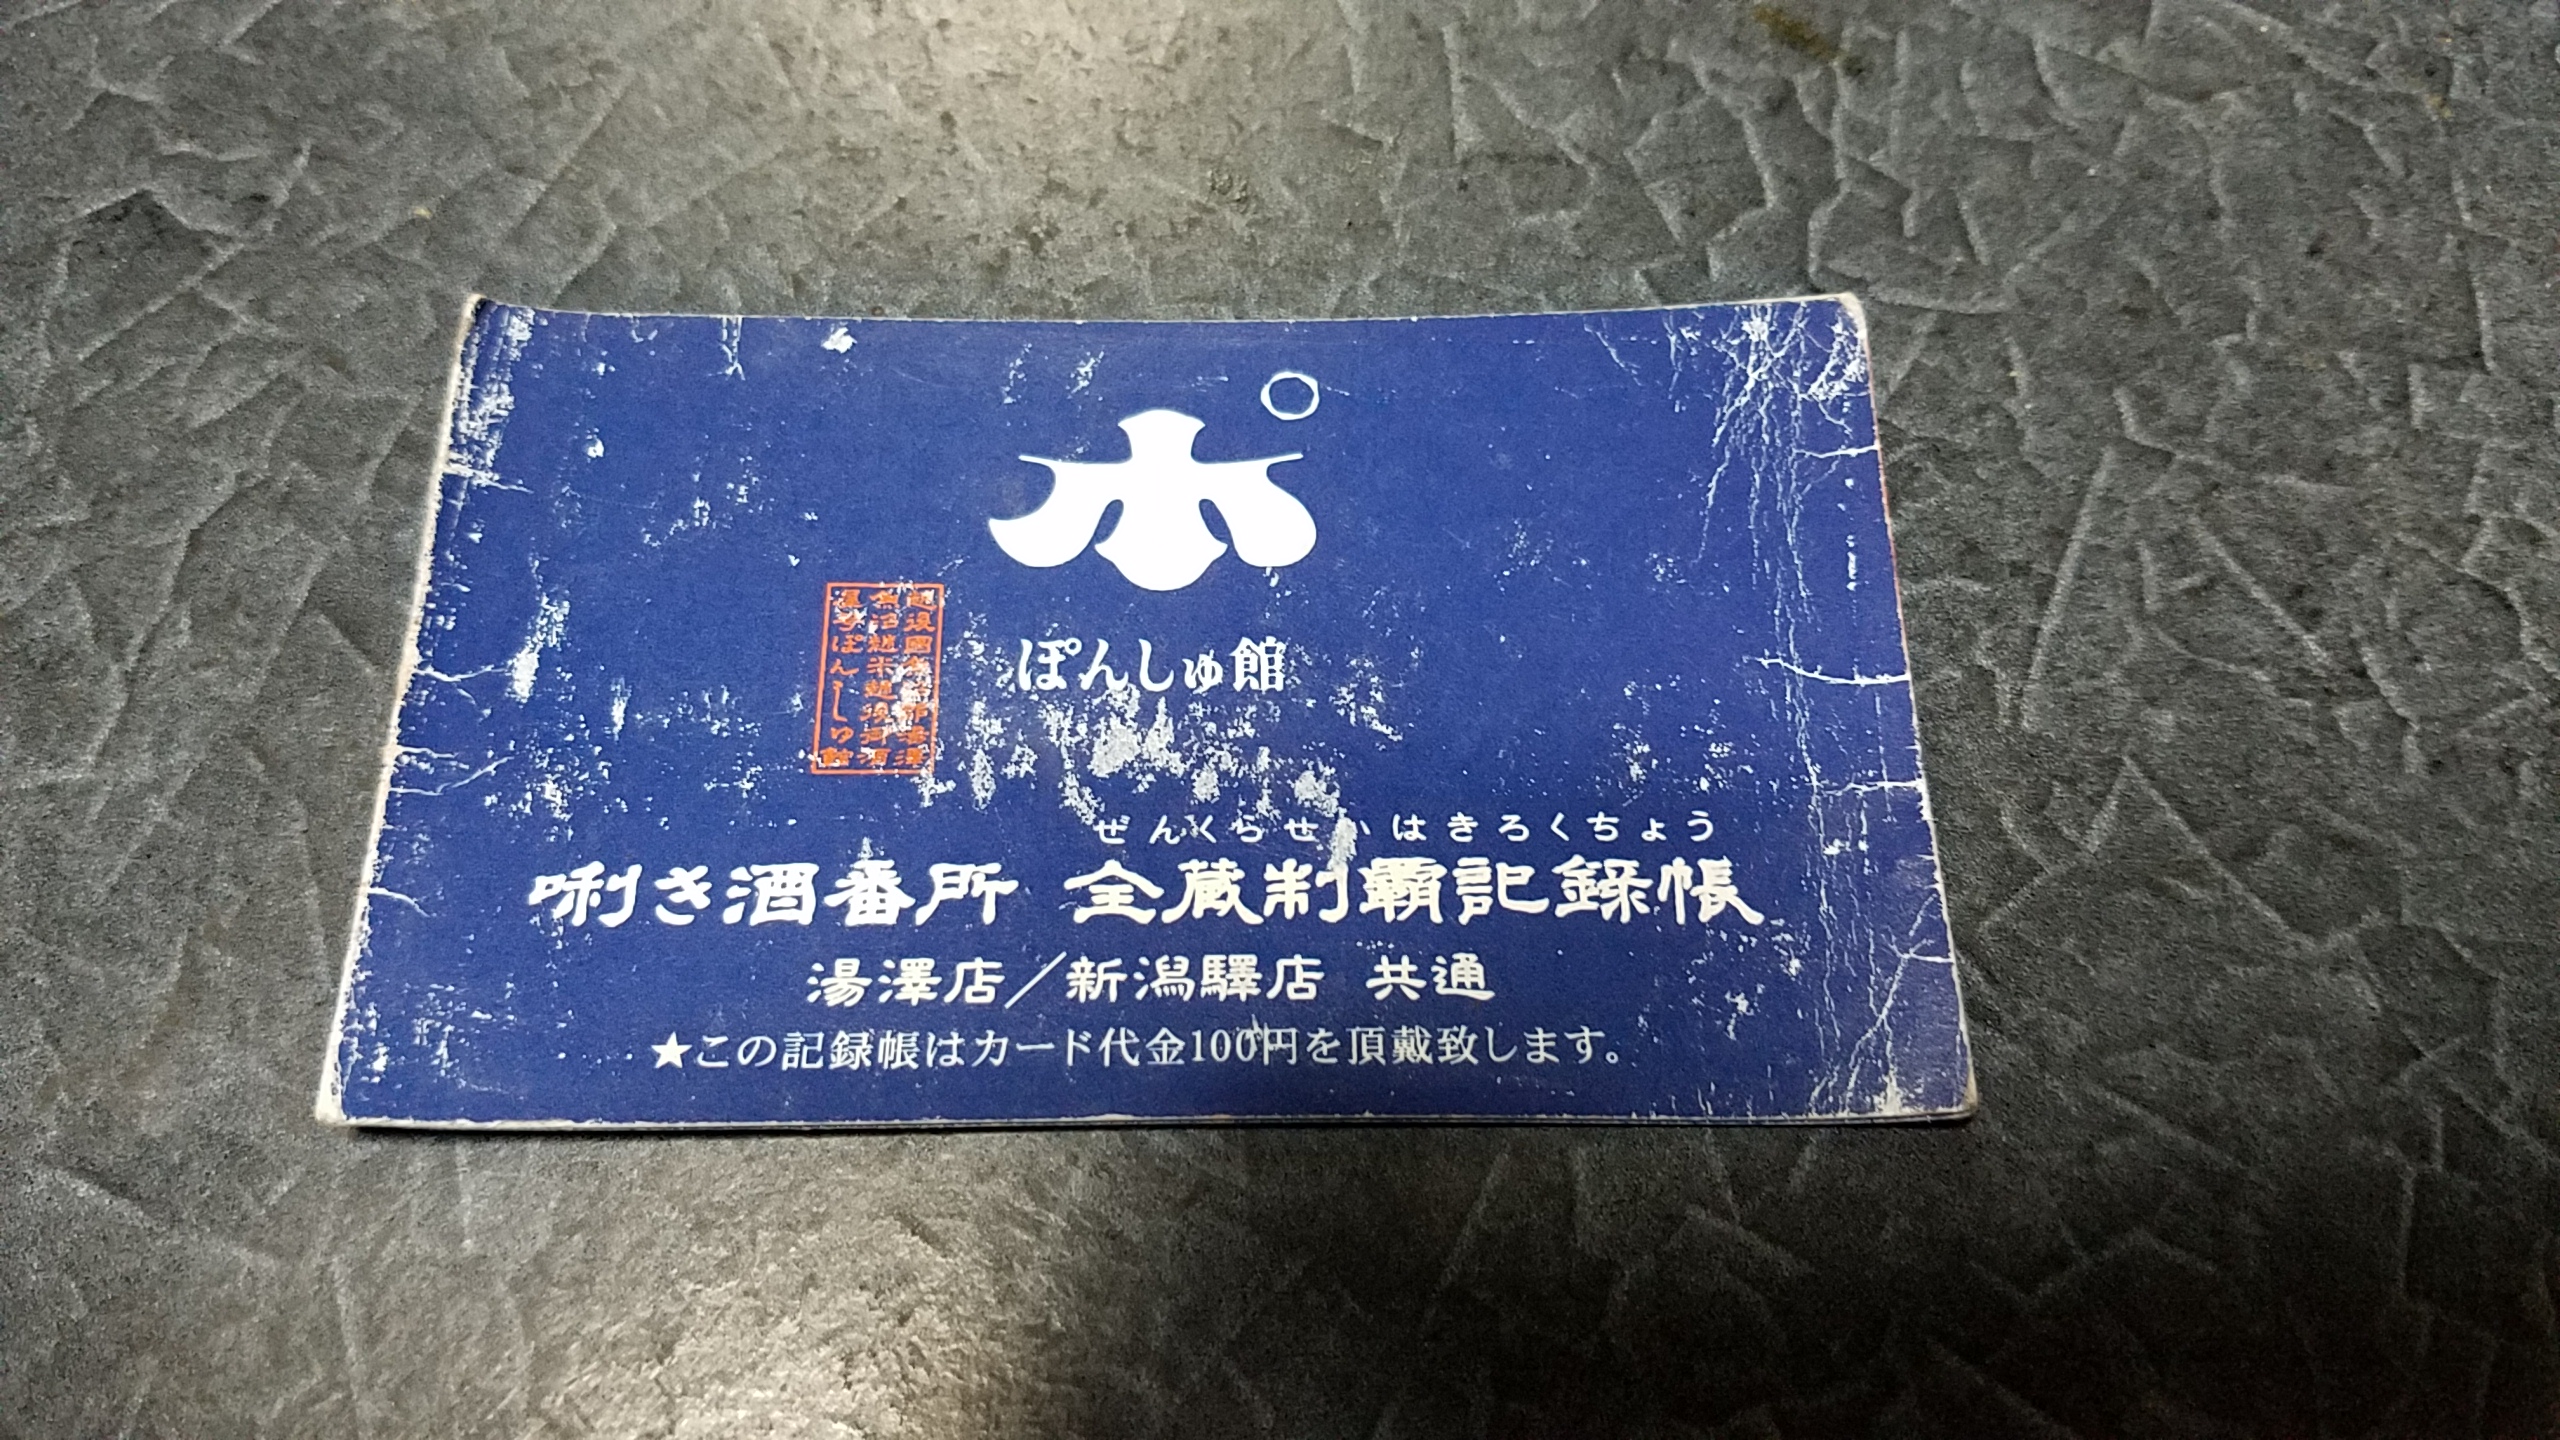 ポ
ぽんしゅ館
ぜんくらせいはきろくちょう
唎き酒番所 全蔵制覇記録帳
湯澤店／新潟驛店 共通
★この記録帳はカード代金100円を頂戴致します。